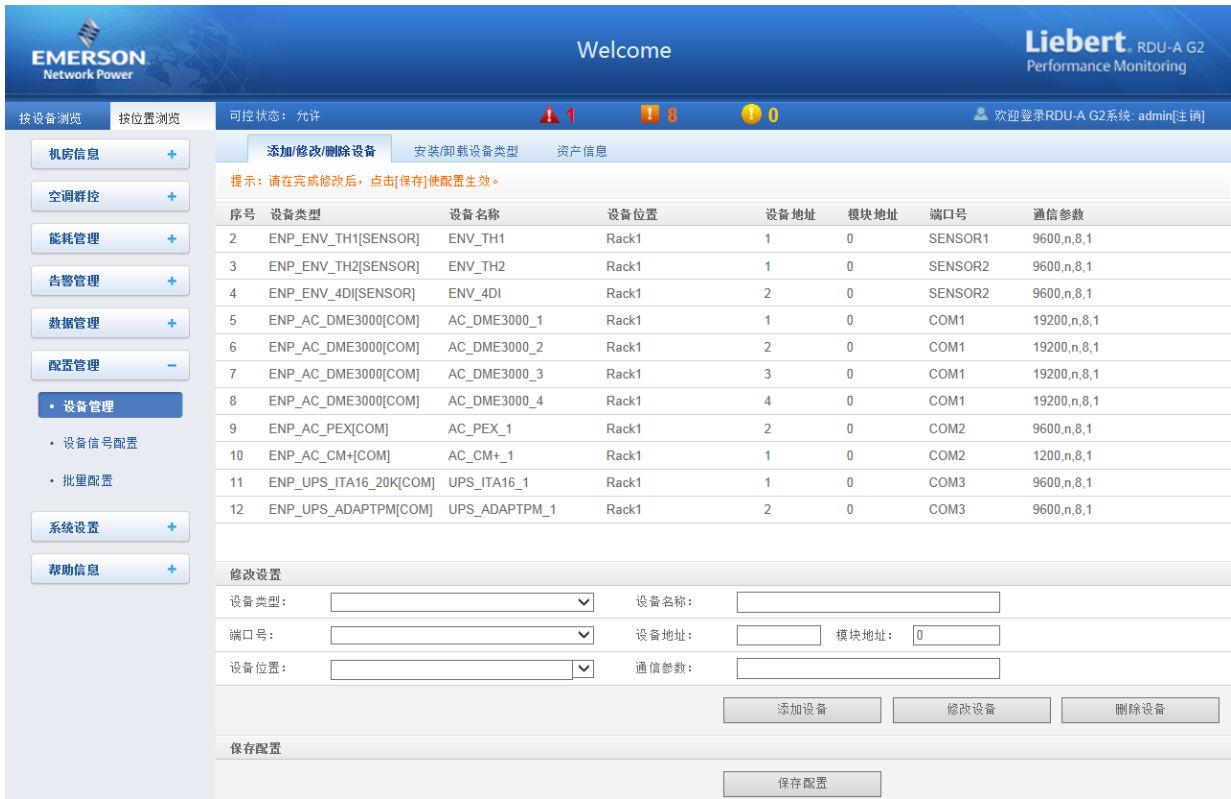 EMERSON
Network Power
Welcome
Liebert. RDU-A G2
Performance Monitoring
按设备浏览 按位置浏览 可控状态：允许 1 8 0 欢迎登录RDU-A G2系统: admin[注销]
机房信息 +
空调群控 +
能耗管理 +
告警管理 +
数据管理 +
配置管理 −
• 设备管理
• 设备信号配置
• 批里配置
系统设置 +
帮助信息 +
添加/修改/删除设备 安装/卸载设备类型 资产信息
提示：请在完成修改后，点击[保存]使配置生效。
序号 设备类型 设备名称 设备位置 设备地址 模块地址 端口号 通信参数
2 ENP_ENV_TH1[SENSOR] ENV_TH1 Rack1 1 0 SENSOR1 9600,n,8,1
3 ENP_ENV_TH2[SENSOR] ENV_TH2 Rack1 1 0 SENSOR2 9600,n,8,1
4 ENP_ENV_4DI[SENSOR] ENV_4DI Rack1 2 0 SENSOR2 9600,n,8,1
5 ENP_AC_DME3000[COM] AC_DME3000_1 Rack1 1 0 COM1 19200,n,8,1
6 ENP_AC_DME3000[COM] AC_DME3000_2 Rack1 2 0 COM1 19200,n,8,1
7 ENP_AC_DME3000[COM] AC_DME3000_3 Rack1 3 0 COM1 19200,n,8,1
8 ENP_AC_DME3000[COM] AC_DME3000_4 Rack1 4 0 COM1 19200,n,8,1
9 ENP_AC_PEX[COM] AC_PEX_1 Rack1 2 0 COM2 9600,n,8,1
10 ENP_AC_CM+[COM] AC_CM+_1 Rack1 1 0 COM2 1200,n,8,1
11 ENP_UPS_ITA16_20K[COM] UPS_ITA16_1 Rack1 1 0 COM3 9600,n,8,1
12 ENP_UPS_ADAPTPM[COM] UPS_ADAPTPM_1 Rack1 2 0 COM3 9600,n,8,1
修改设置
设备类型： 设备名称：
端口号： 设备地址： 模块地址： 0
设备位置： 通信参数：
添加设备 修改设备 删除设备
保存配置
保存配置